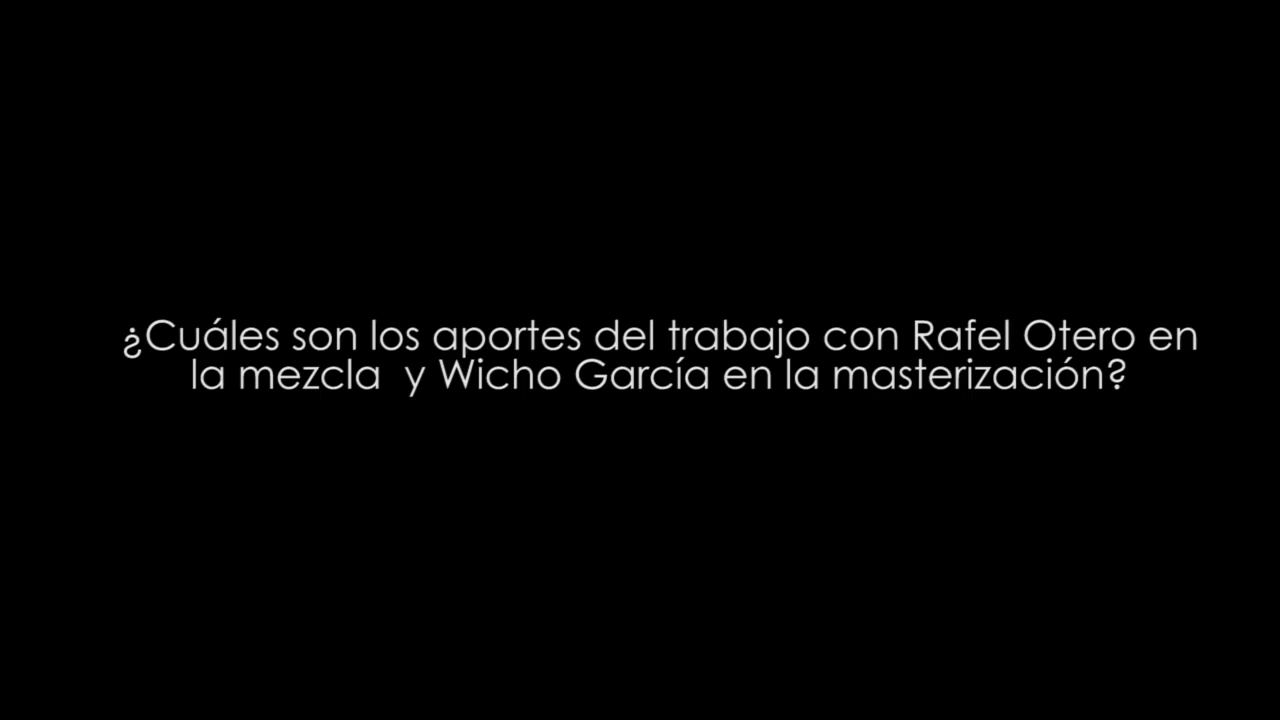 ¿Cuáles son los aportes del trabajo con Rafel Otero en
la mezcla  y Wicho García en la masterización?